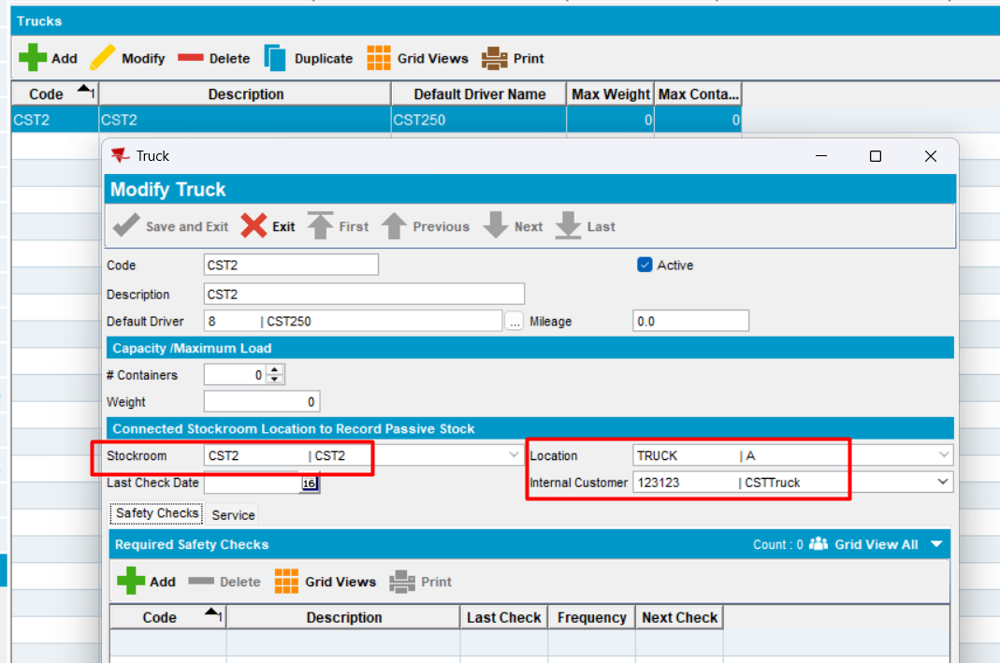 Trucks
Add Modify Delete Duplicate Grid Views Print
Code 1 Description Default Driver Name Max Weight Max Conta...
CST2 CST2 CST250 0 0
Truck
Modify Truck
Save and Exit Exit First Previous Next Last
Code CST2 Active
Description CST2
Default Driver 8 | CST250 ... Mileage 0.0
Capacity /Maximum Load
# Containers 0
Weight 0
Connected Stockroom Location to Record Passive Stock
Stockroom CST2 | CST2 Location TRUCK | A
Last Check Date 16 Internal Customer 123123 | CSTTruck
Safety Checks Service
Required Safety Checks Count : 0 Grid View All
Add Delete Grid Views Print
Code 1 Description Last Check Frequency Next Check